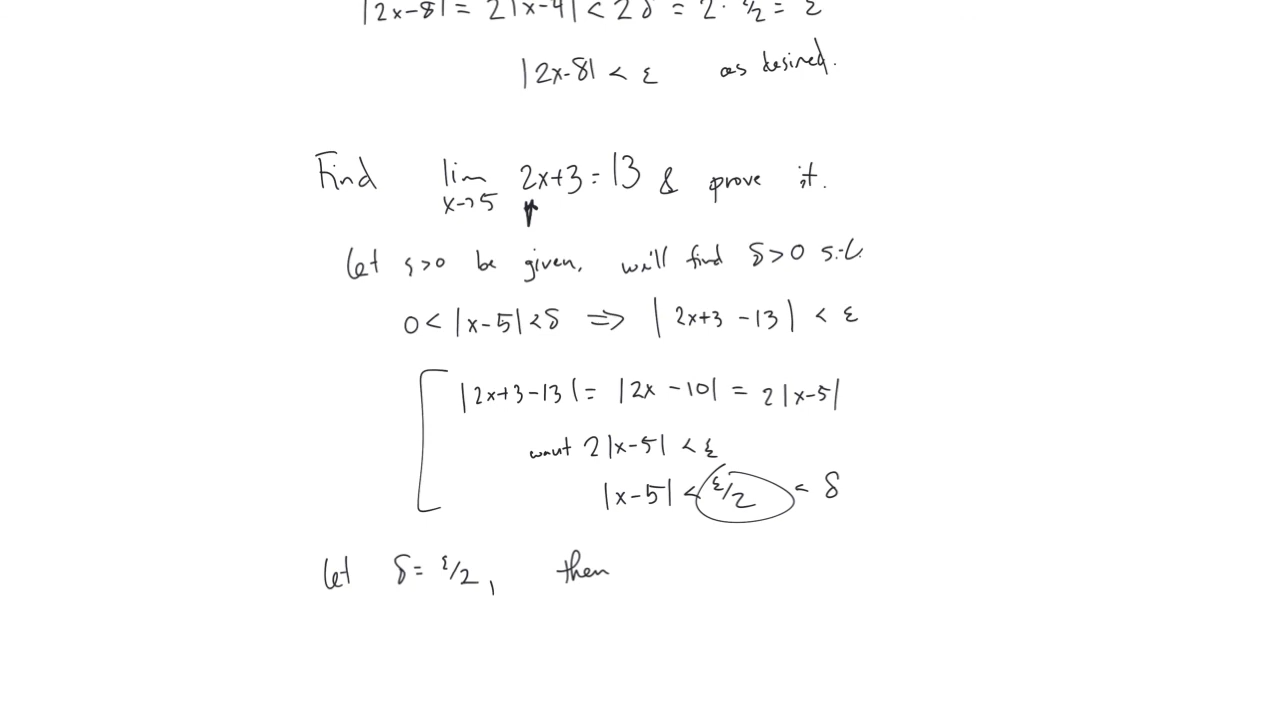 |2x-8| = 2|x-4| < 2δ = 2· ε/2 = ε
|2x-8| < ε as desired.
Find lim x→5 2x+3 = 13 & prove it.
Let ε>0 be given, will find δ>0 s.t.
0 < |x-5| < δ ⇒ |2x+3 -13| < ε
|2x+3-13| = |2x -10| = 2|x-5|
want 2|x-5| < ε
|x-5| < ε/2 < δ
Let δ = ε/2, then